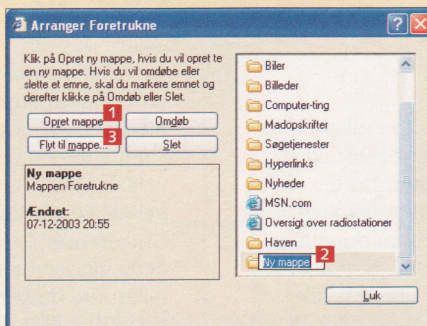 Arranger Foretrukne
Klik på Opret ny mappe, hvis du vil opret te
en ny mappe. Hvis du vil omdøbe eller
slette et emne, skal du markere emnet og
derefter klikke på Omdøb eller Slet.
Opret mappe 1
Omdøb
Flyt til mappe... 3
Slet
Ny mappe
Mappen Foretrukne
Ændret:
07-12-2003 20:55
Biler
Billeder
Computer-ting
Madopskrifter
Søgetjenester
Hyperlinks
Nyheder
MSN.com
Oversigt over radiostationer
Haven
Ny mappe 2
Luk